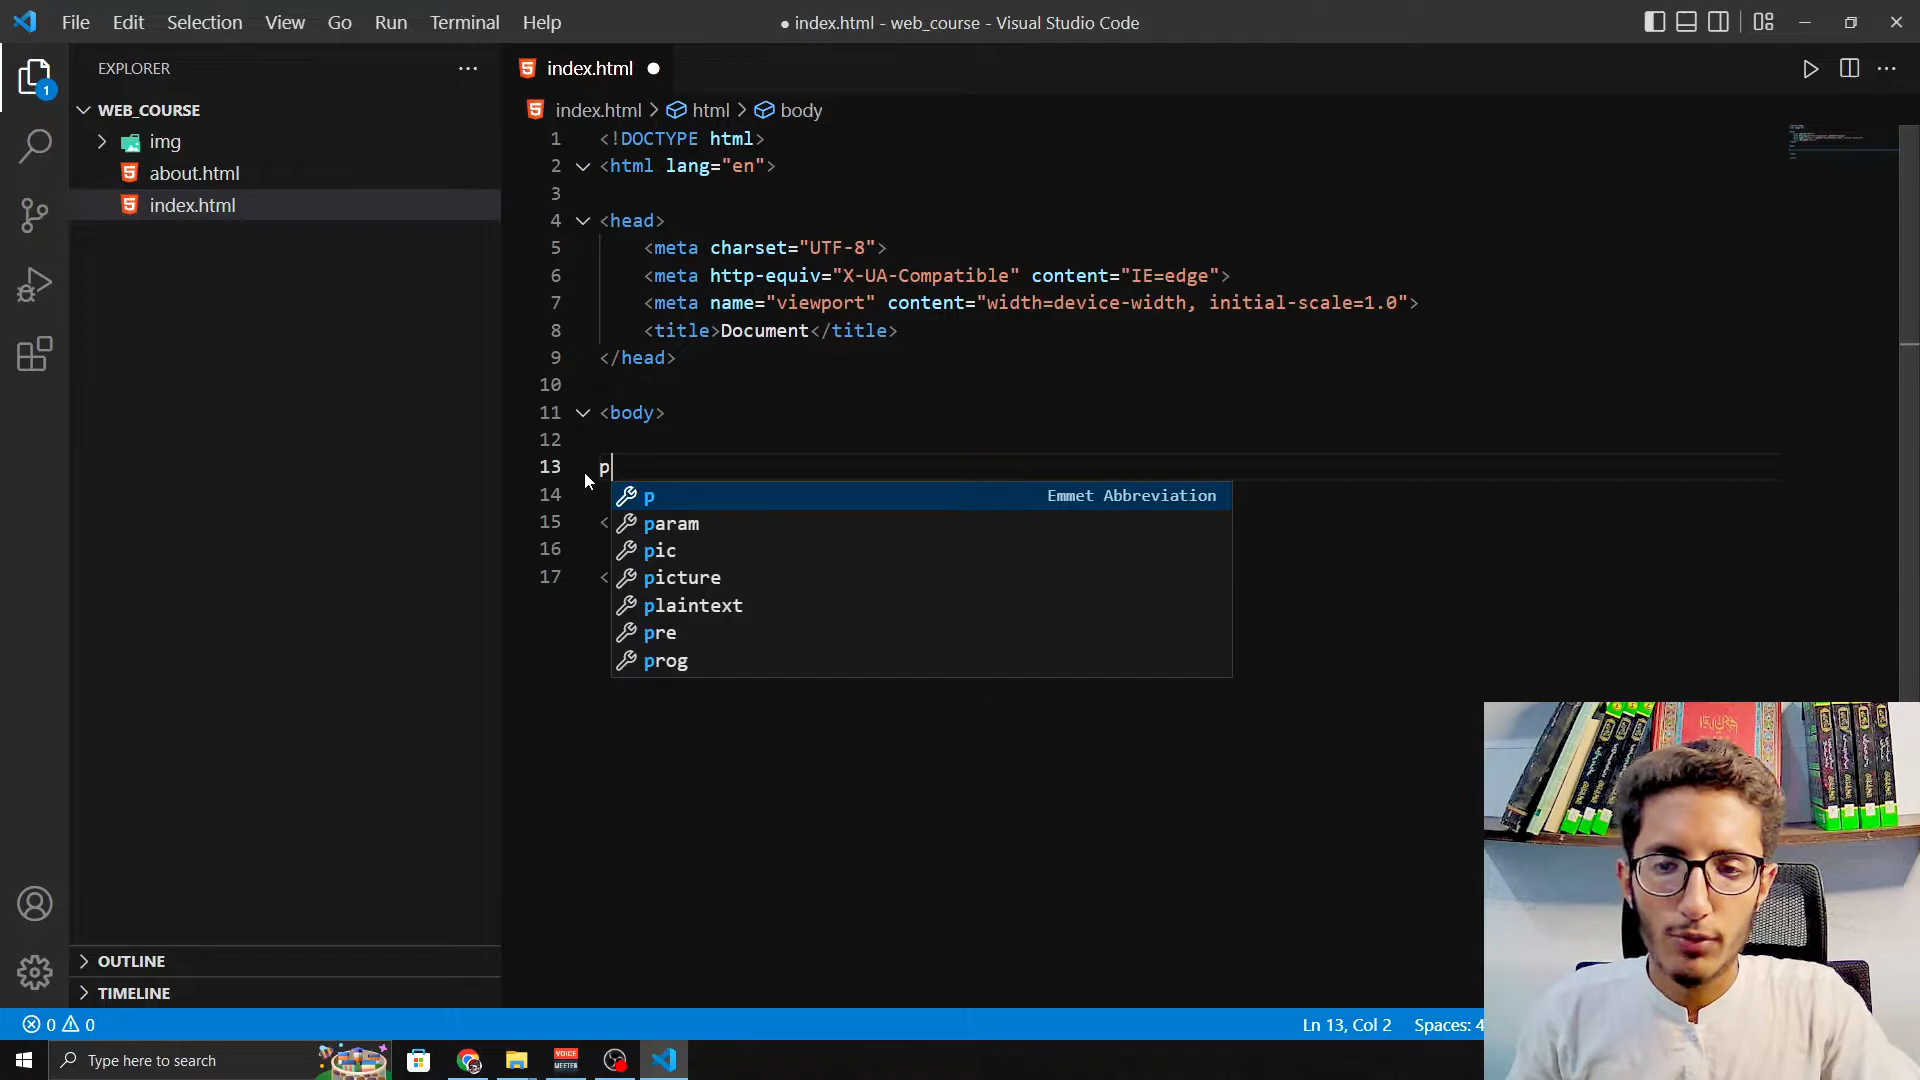 File Edit Selection View Go Run Terminal Help
● index.html - web_course - Visual Studio Code
EXPLORER
WEB_COURSE
img
about.html
index.html
OUTLINE
TIMELINE
1
index.html ●
index.html > html > body
1 <!DOCTYPE html>
2 <html lang="en">
3
4 <head>
5 <meta charset="UTF-8">
6 <meta http-equiv="X-UA-Compatible" content="IE=edge">
7 <meta name="viewport" content="width=device-width, initial-scale=1.0">
8 <title>Document</title>
9 </head>
10
11 <body>
12
13 p
14
15 <
16
17 <
p Emmet Abbreviation
param
pic
picture
plaintext
pre
prog
0 0
Ln 13, Col 2 Spaces: 4
Type here to search
VOICE
MEETER